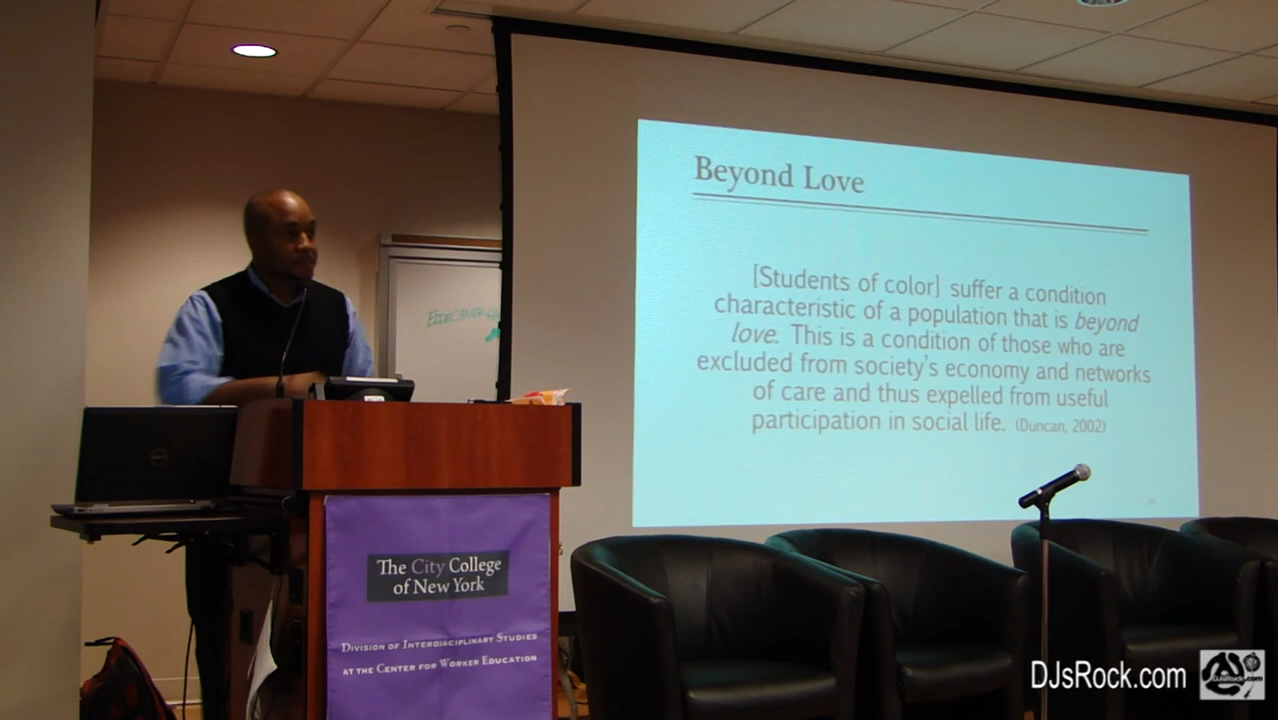 Beyond Love
[Students of color] suffer a condition
characteristic of a population that is beyond
love. This is a condition of those who are
excluded from society's economy and networks
of care and thus expelled from useful
participation in social life. (Duncan, 2002)
The City College
of New York
Division of Interdisciplinary Studies
at the Center for Worker Education
DJsRock.com